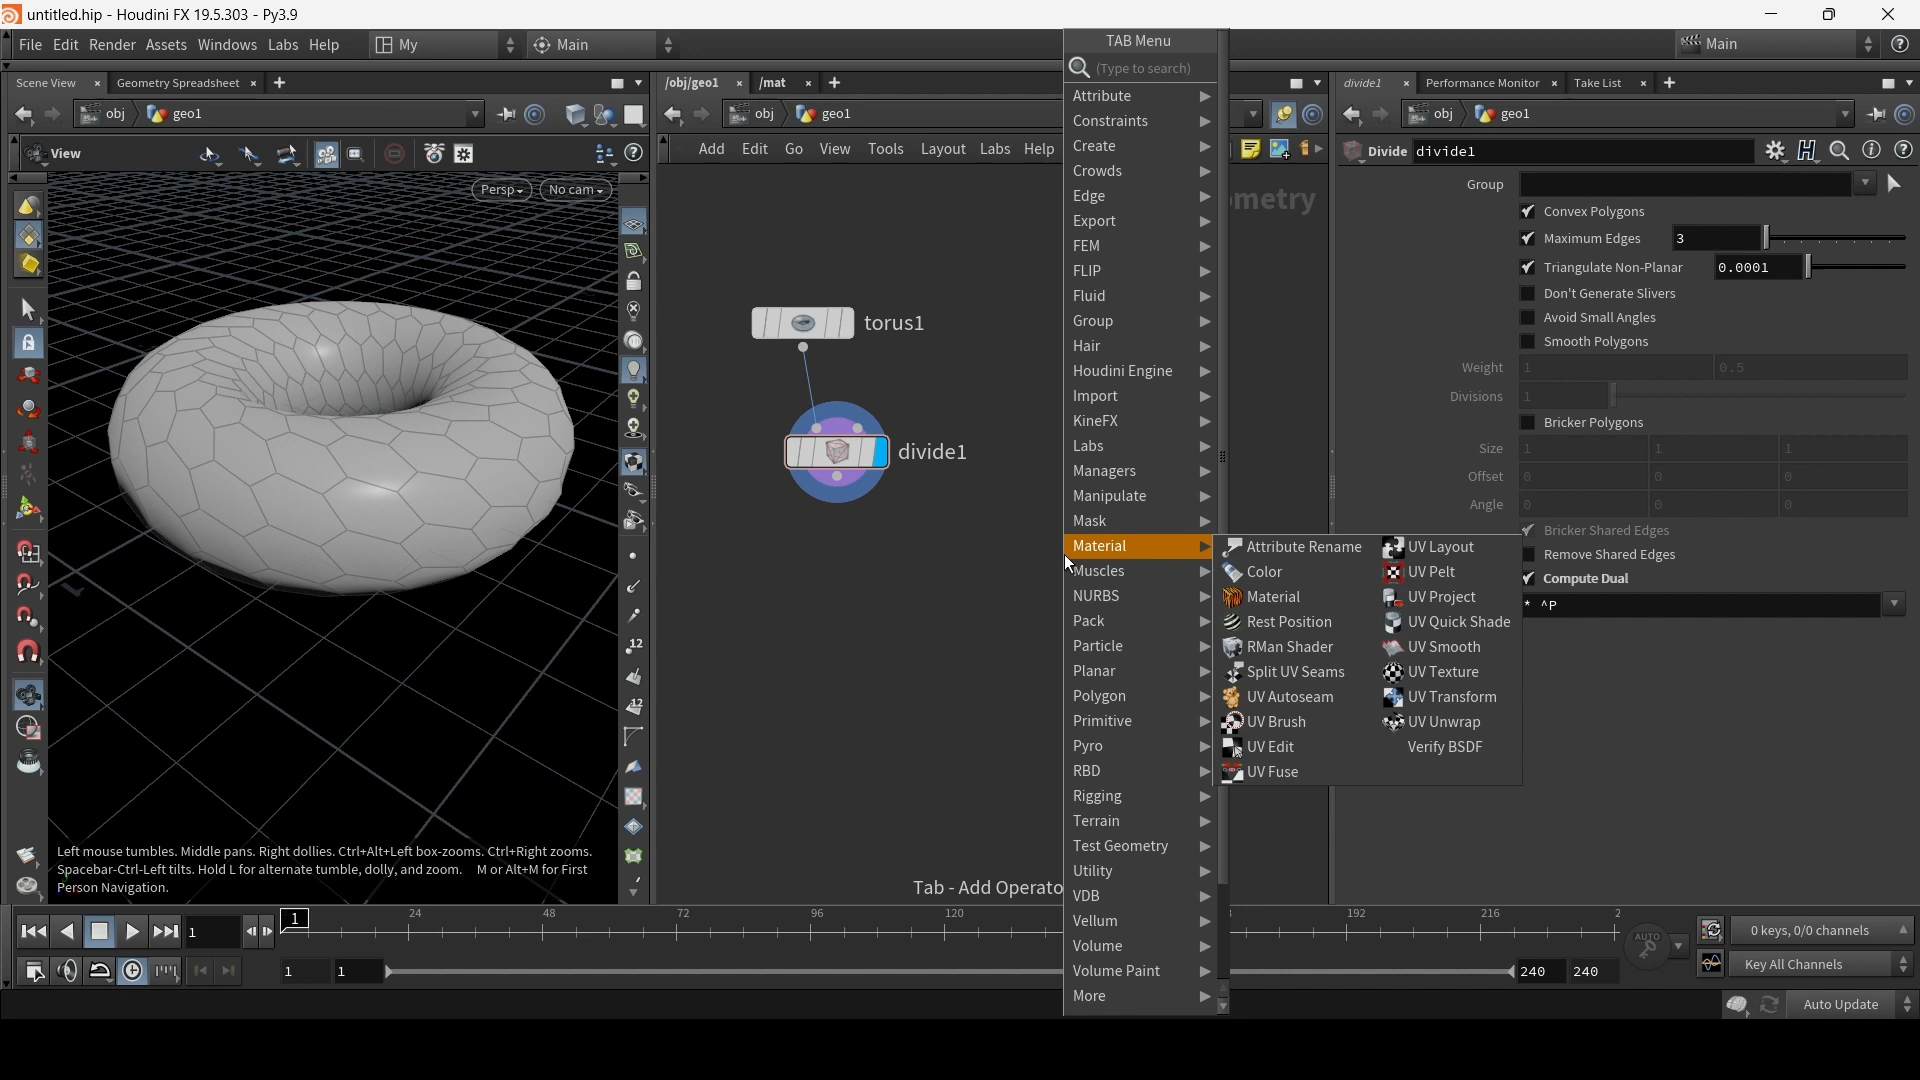 untitled.hip - Houdini FX 19.5.303 - Py3.9
File Edit Render Assets Windows Labs Help My Main Main
Scene View Geometry Spreadsheet
obj geo1
View
Persp No cam
12
12
Left mouse tumbles. Middle pans. Right dollies. Ctrl+Alt+Left box-zooms. Ctrl+Right zooms.
Spacebar-Ctrl-Left tilts. Hold L for alternate tumble, dolly, and zoom. M or Alt+M for First
Person Navigation.
/obj/geo1 /mat
obj geo1
Add Edit Go View Tools Layout Labs Help
ometry
torus1
divide1
Tab - Add Operato
TAB Menu
(Type to search)
Attribute
Constraints
Create
Crowds
Edge
Export
FEM
FLIP
Fluid
Group
Hair
Houdini Engine
Import
KineFX
Labs
Managers
Manipulate
Mask
Material
Muscles
NURBS
Pack
Particle
Planar
Polygon
Primitive
Pyro
RBD
Rigging
Terrain
Test Geometry
Utility
VDB
Vellum
Volume
Volume Paint
More
Attribute Rename
Color
Material
Rest Position
RMan Shader
Split UV Seams
UV Autoseam
UV Brush
UV Edit
UV Fuse
UV Layout
UV Pelt
UV Project
UV Quick Shade
UV Smooth
UV Texture
UV Transform
UV Unwrap
Verify BSDF
divide1 Performance Monitor Take List
obj geo1
Divide divide1
Group
Convex Polygons
Maximum Edges 3
Triangulate Non-Planar 0.0001
Don't Generate Slivers
Avoid Small Angles
Smooth Polygons
Weight 1 0.5
Divisions 1
Bricker Polygons
Size 1 1 1
Offset 0 0 0
Angle 0 0 0
Bricker Shared Edges
Remove Shared Edges
Compute Dual
* ^P
1 1 24 48 72 96 120 192 216 2
AUTO
0 keys, 0/0 channels
1 1 240 240
Key All Channels
Auto Update